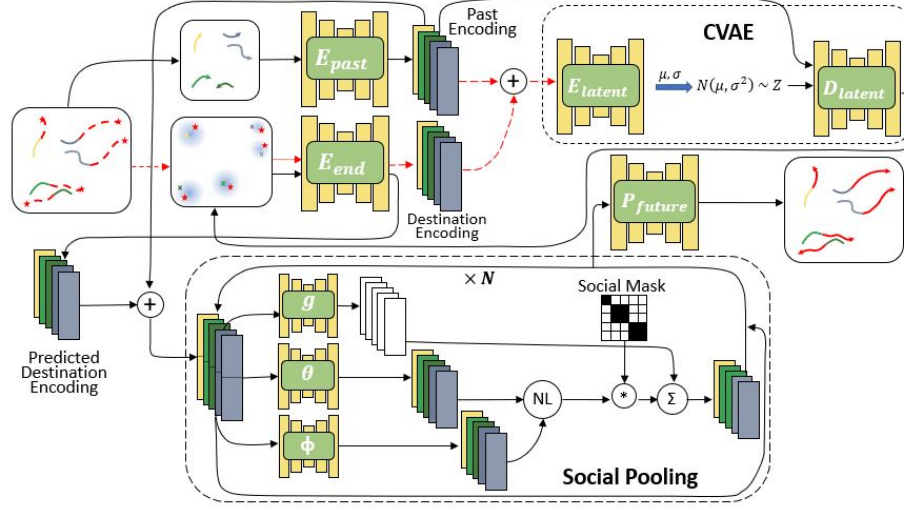 Past
Encoding
CVAE
E_past
E_latent
μ, σ
N(μ, σ²) ~ Z
D_latent
+
E_end
P_future
Destination
Encoding
× N
Social Mask
g
+
Predicted
Destination
Encoding
θ
NL
*
Σ
ϕ
Social Pooling